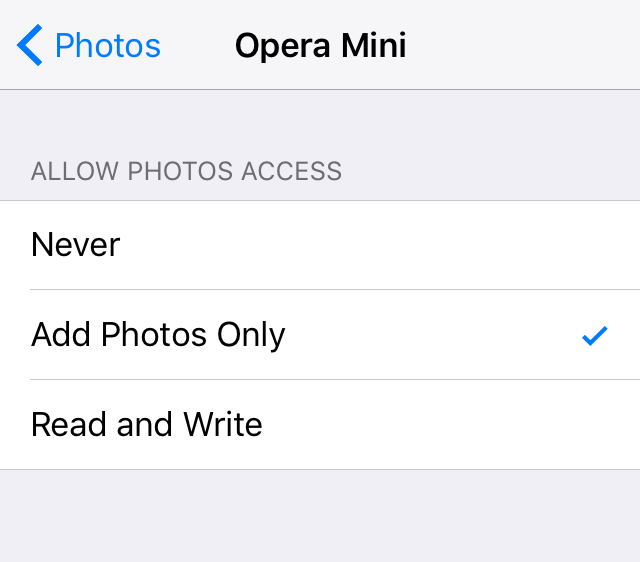 Photos Opera Mini
ALLOW PHOTOS ACCESS
Never
Add Photos Only
Read and Write